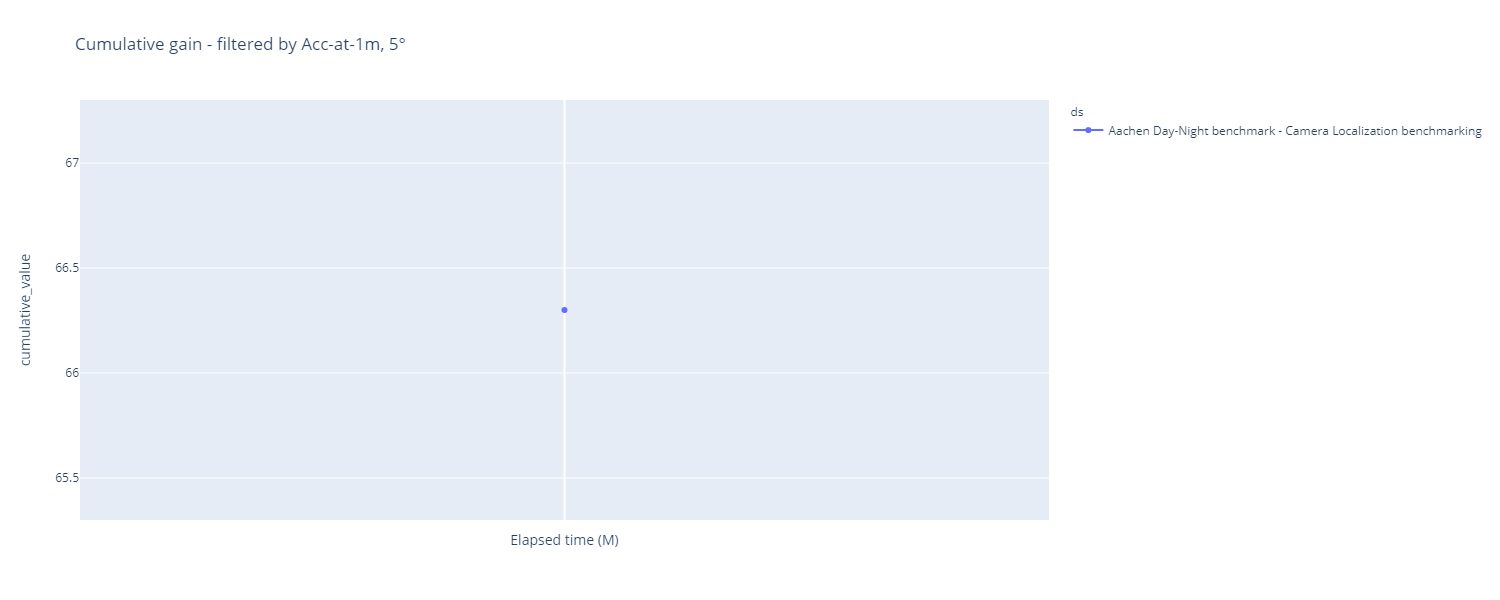 Cumulative gain - filtered by Acc-at-1m, 5°
ds
Aachen Day-Night benchmark - Camera Localization benchmarking
67
66.5
66
65.5
cumulative_value
Elapsed time (M)